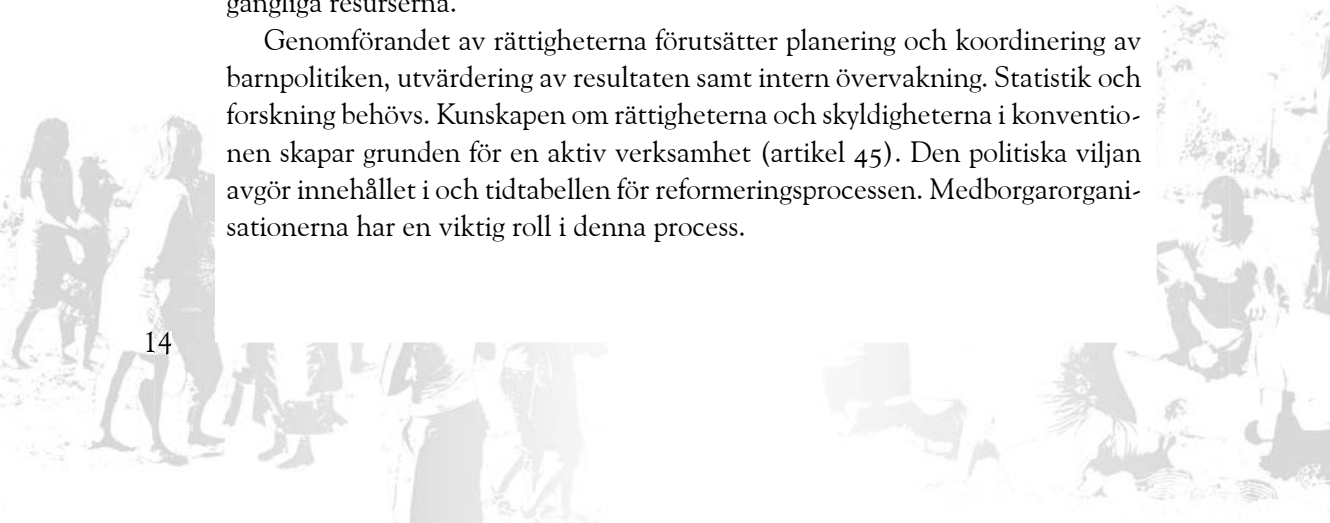 gängliga resurserna.
Genomförandet av rättigheterna förutsätter planering och koordinering av
barnpolitiken, utvärdering av resultaten samt intern övervakning. Statistik och
forskning behövs. Kunskapen om rättigheterna och skyldigheterna i konventio-
nen skapar grunden för en aktiv verksamhet (artikel 45). Den politiska viljan
avgör innehållet i och tidtabellen för reformeringsprocessen. Medborgarorgani-
sationerna har en viktig roll i denna process.
14